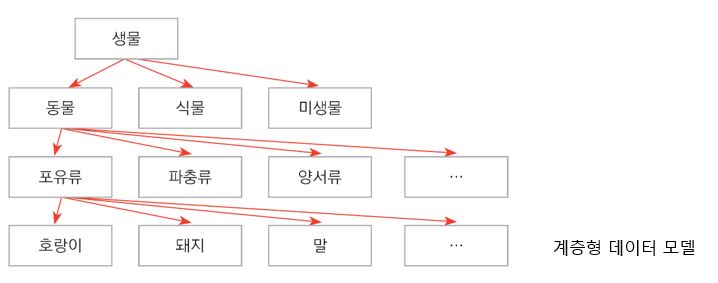 생물
동물 식물 미생물
포유류 파충류 양서류 …
호랑이 돼지 말 …
계층형 데이터 모델